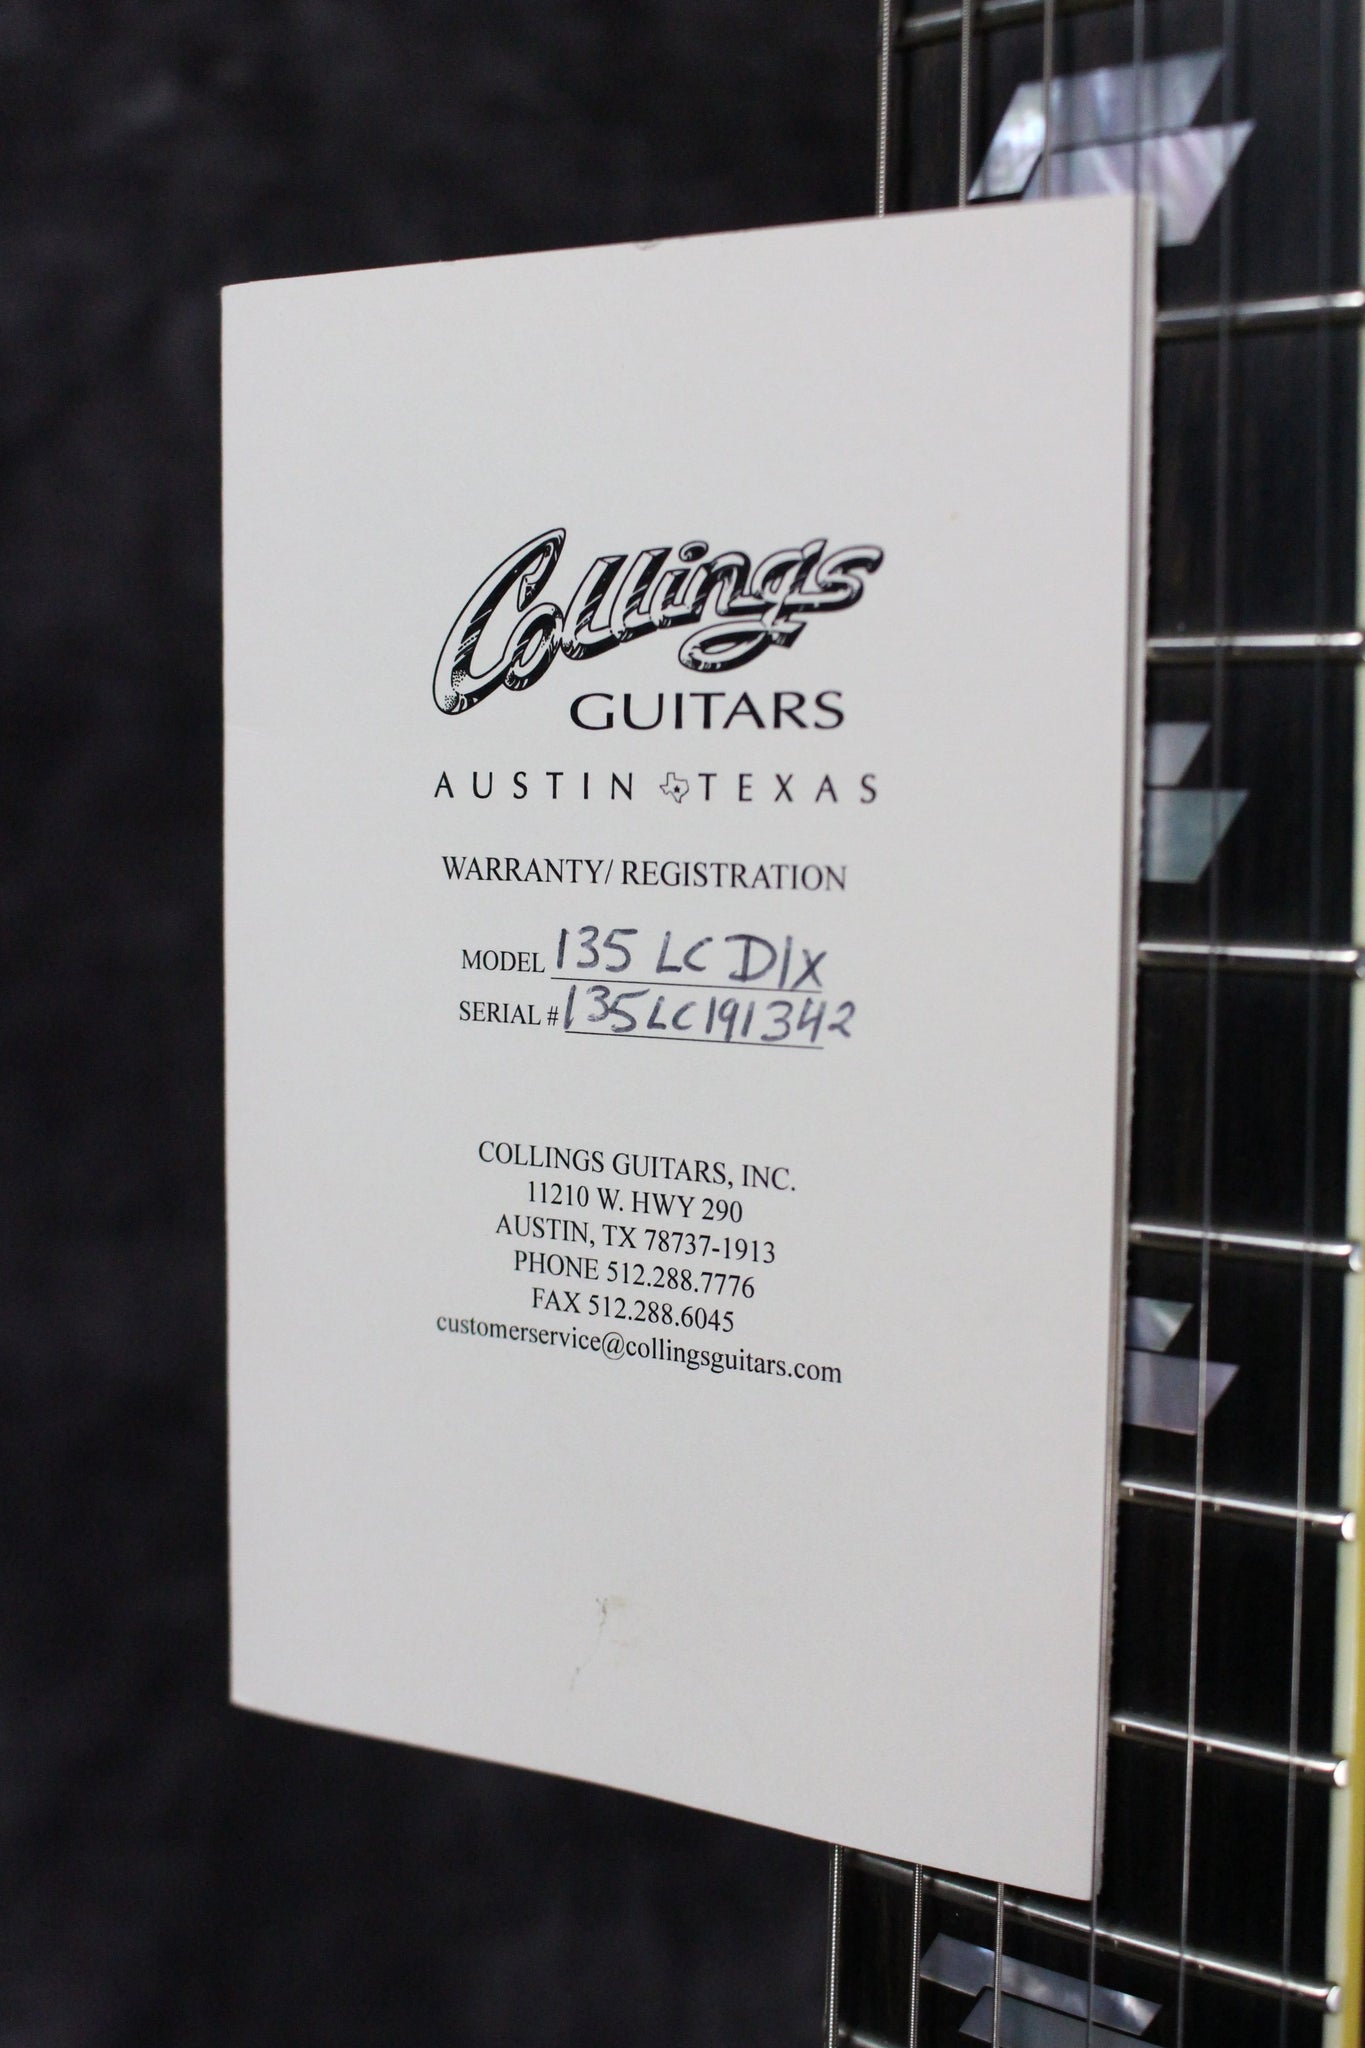 Collings
GUITARS
AUSTIN TEXAS
WARRANTY/ REGISTRATION
MODEL 135 LC Dlx
SERIAL # 135LC191342
COLLINGS GUITARS, INC.
11210 W. HWY 290
AUSTIN, TX 78737-1913
PHONE 512.288.7776
FAX 512.288.6045
customerservice@collingsguitars.com